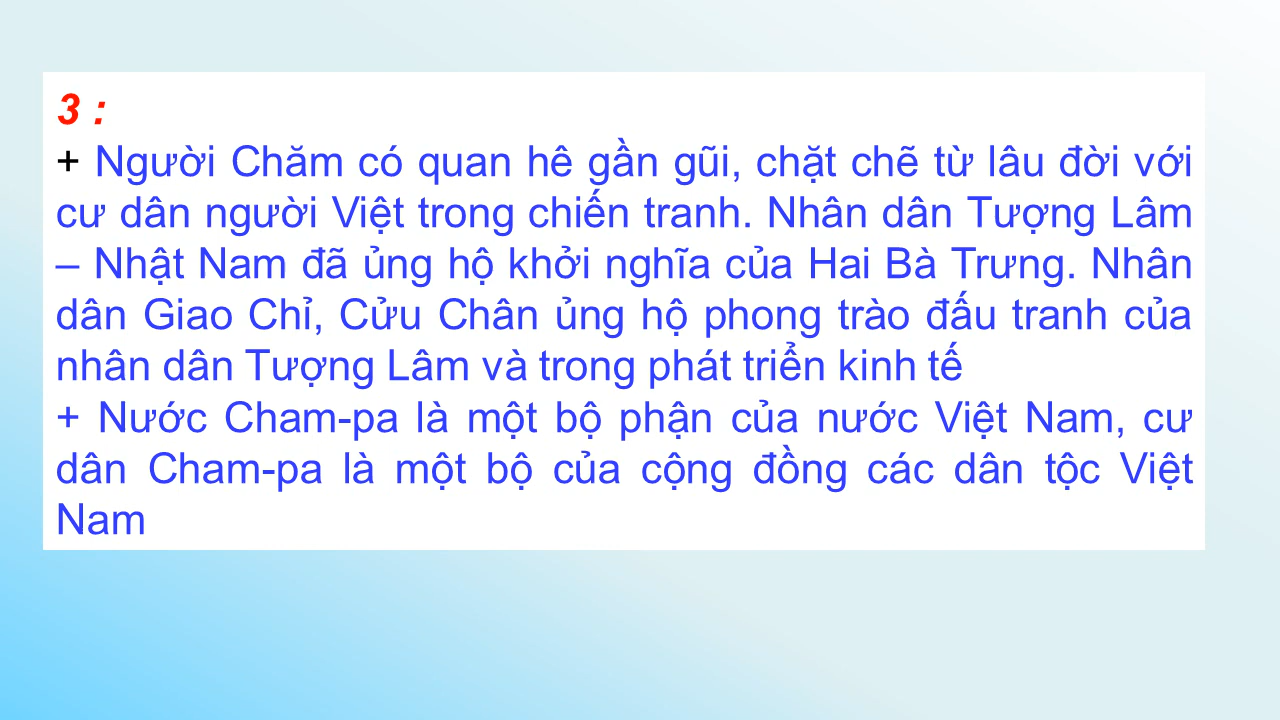 3 :
+ Người Chăm có quan hê gần gũi, chặt chẽ từ lâu đời với
cư dân người Việt trong chiến tranh. Nhân dân Tượng Lâm
– Nhật Nam đã ủng hộ khởi nghĩa của Hai Bà Trưng. Nhân
dân Giao Chỉ, Cửu Chân ủng hộ phong trào đấu tranh của
nhân dân Tượng Lâm và trong phát triển kinh tế
+ Nước Cham-pa là một bộ phận của nước Việt Nam, cư
dân Cham-pa là một bộ của cộng đồng các dân tộc Việt
Nam